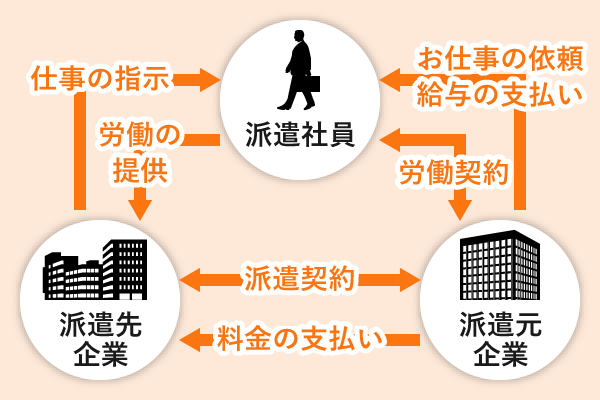 仕事の指示
お仕事の依頼
給与の支払い
派遣社員
労働の
提供
労働契約
派遣契約
派遣先
企業
料金の支払い
派遣元
企業